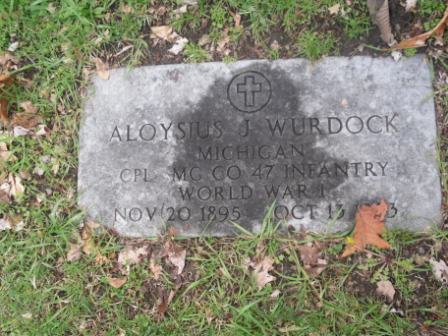 ALOYSIUS J WURDOCK
MICHIGAN
CPL MG CO 47 INFANTRY
WORLD WAR I
NOV 20 1895 OCT 13